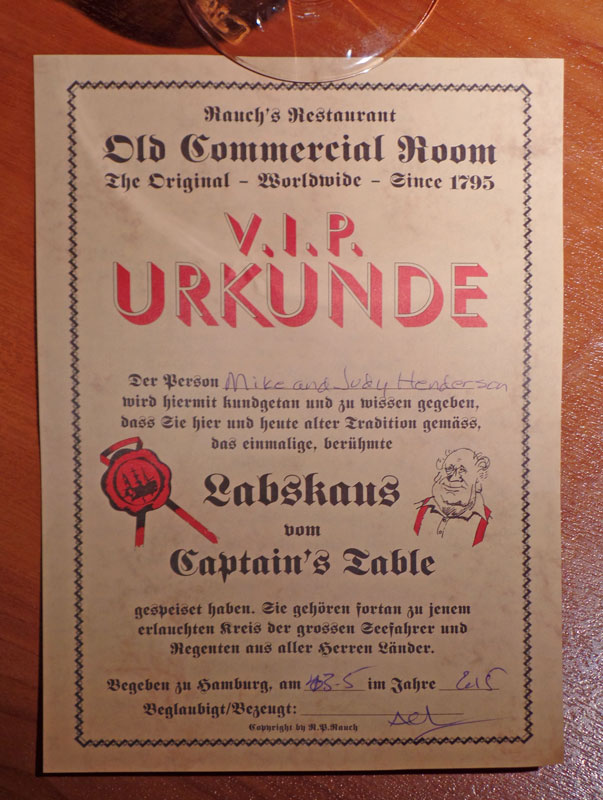 Rauch's Restaurant
Old Commercial Room
The Original – Worldwide – Since 1795
V.I.P.
URKUNDE
Der Person Mike and Judy Henderson
wird hiermit kundgetan und zu wissen gegeben,
dass Sie hier und heute alter Tradition gemäss,
das einmalige, berühmte
Labskaus
vom
Captain's Table
gespeiset haben. Sie gehören fortan zu jenem
erlauchten Kreis der grossen Seefahrer und
Regenten aus aller Herren Länder.
Begeben zu Hamburg, am im Jahre 2015
Beglaubigt/Bezeugt:
Copyright by R.P.Rauch